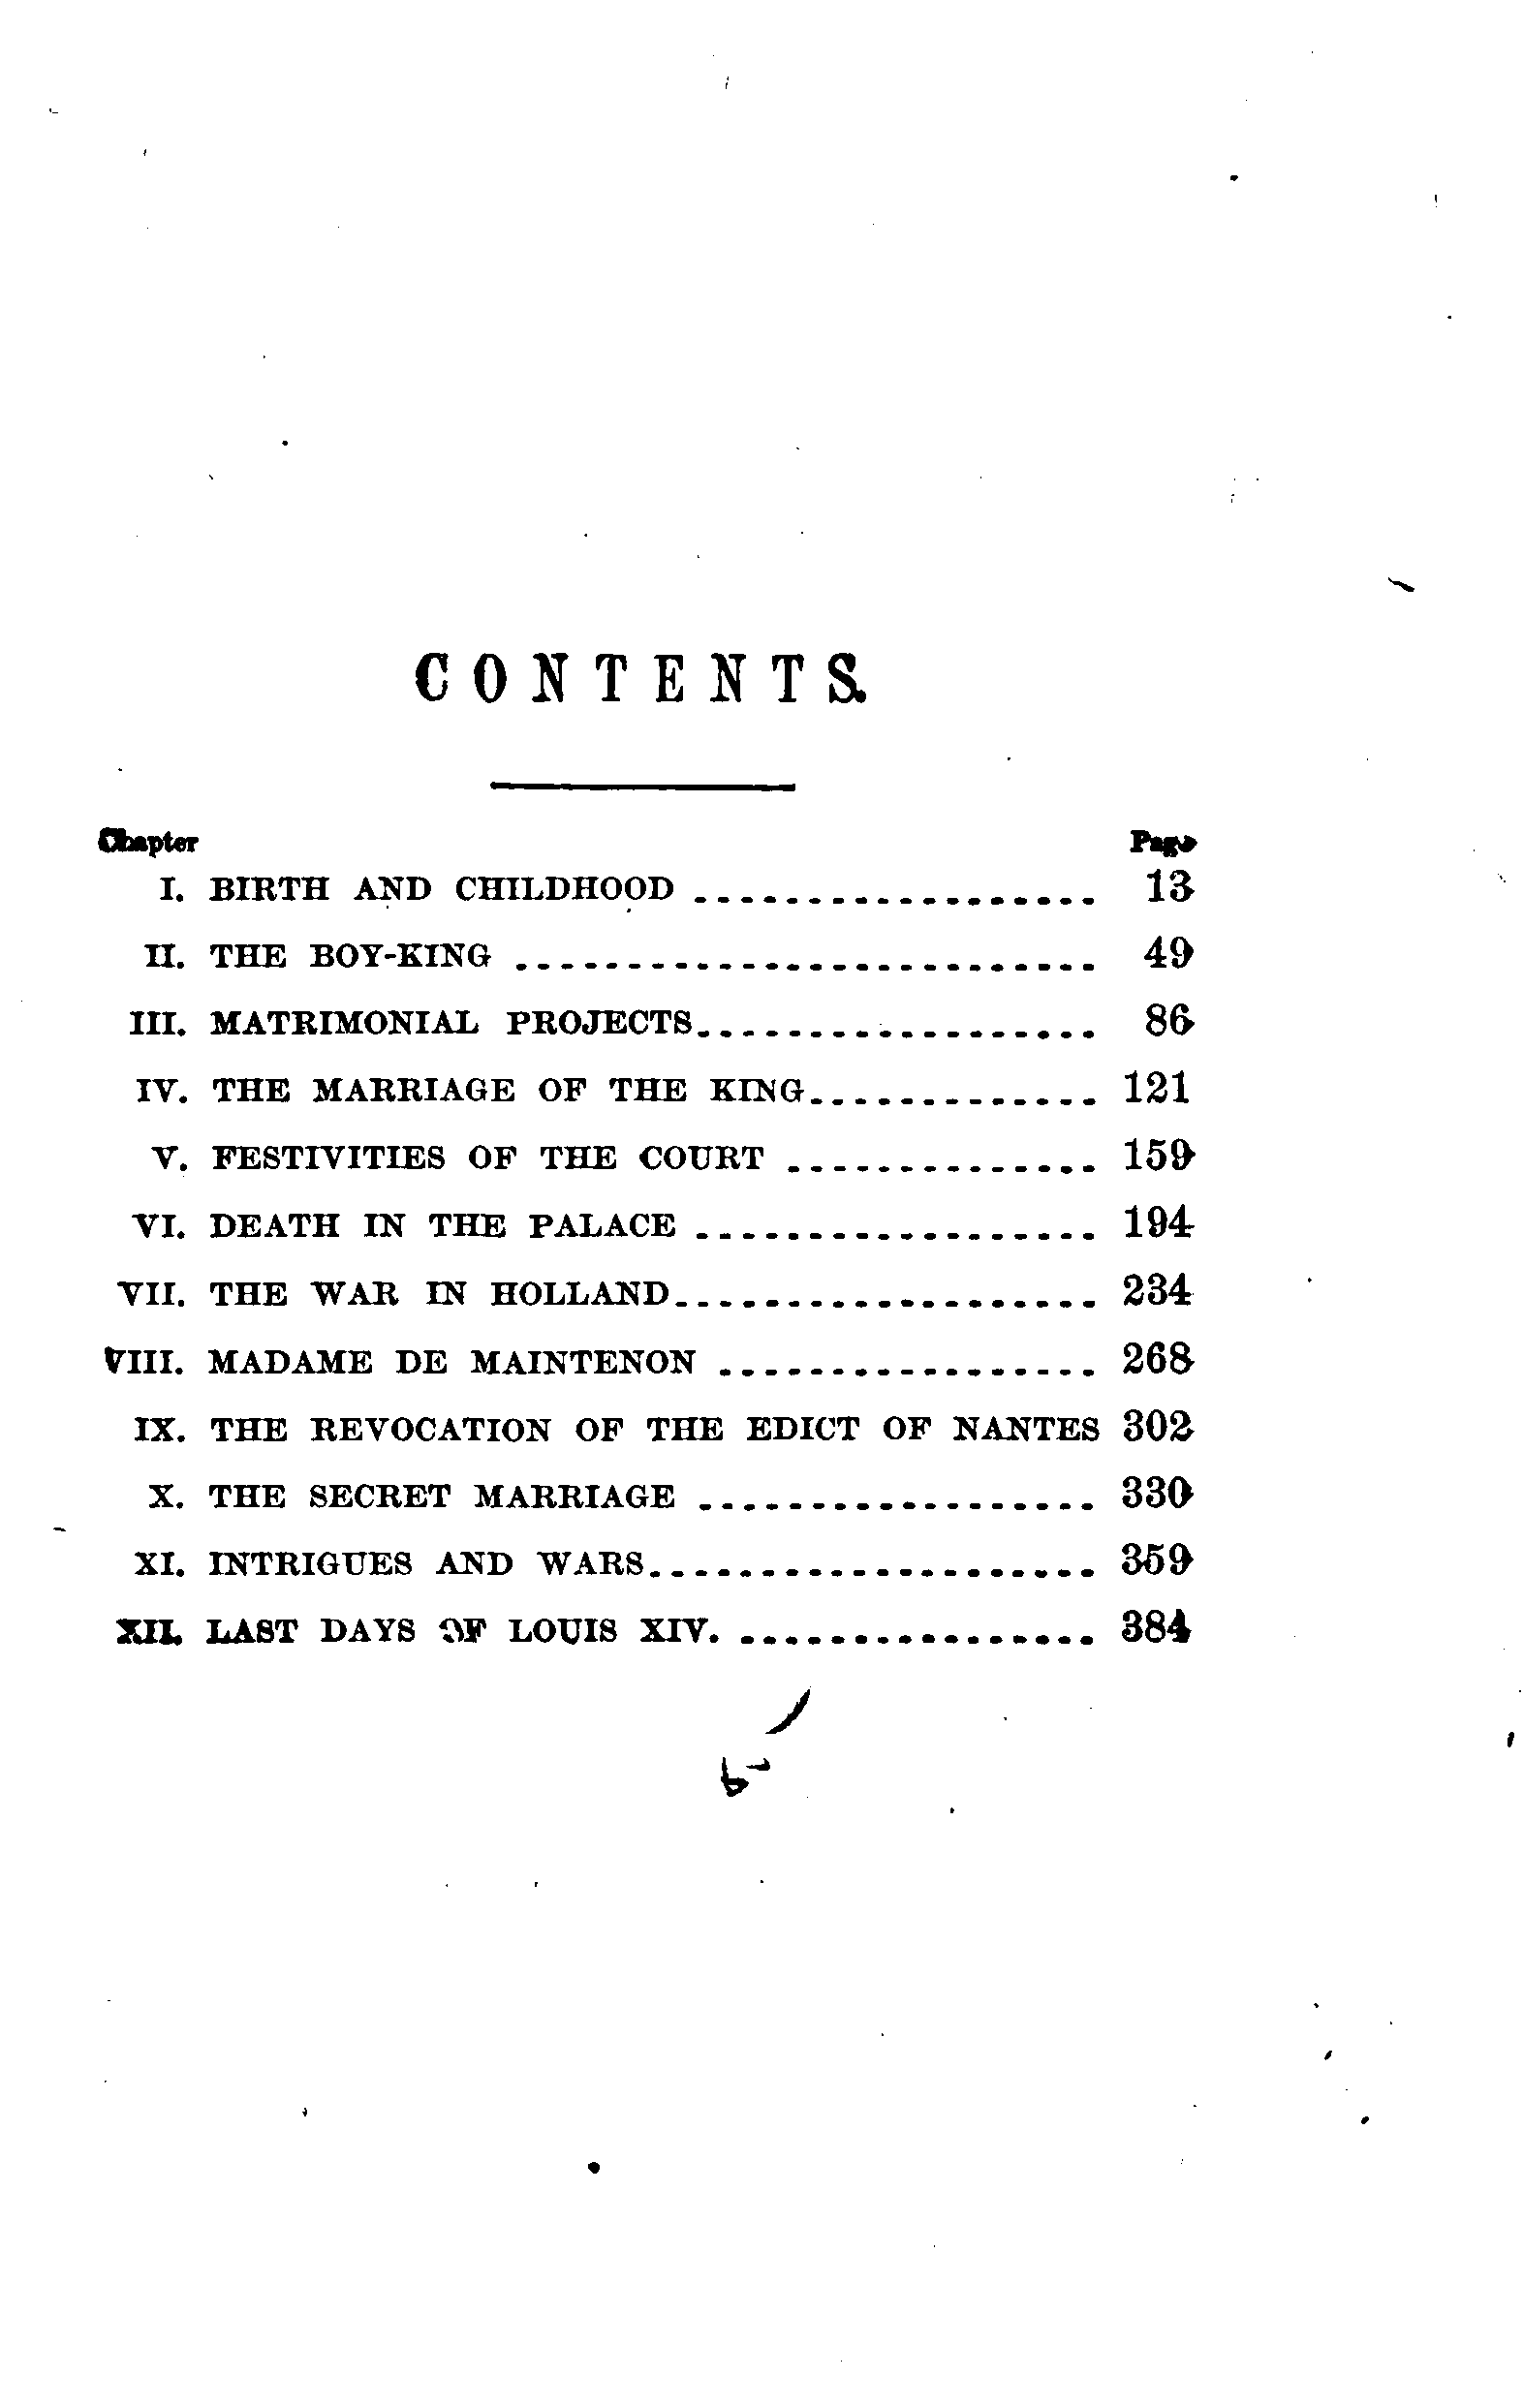 CONTENTS.
Chapter Page
I. BIRTH AND CHILDHOOD .................. 13
II. THE BOY-KING .......................... 49
III. MATRIMONIAL PROJECTS.................. 86
IV. THE MARRIAGE OF THE KING............. 121
V. FESTIVITIES OF THE COURT .............. 159
VI. DEATH IN THE PALACE .................. 194
VII. THE WAR IN HOLLAND................... 234
VIII. MADAME DE MAINTENON ................. 268
IX. THE REVOCATION OF THE EDICT OF NANTES 302
X. THE SECRET MARRIAGE .................. 330
XI. INTRIGUES AND WARS.................... 359
XII. LAST DAYS OF LOUIS XIV. ................ 384